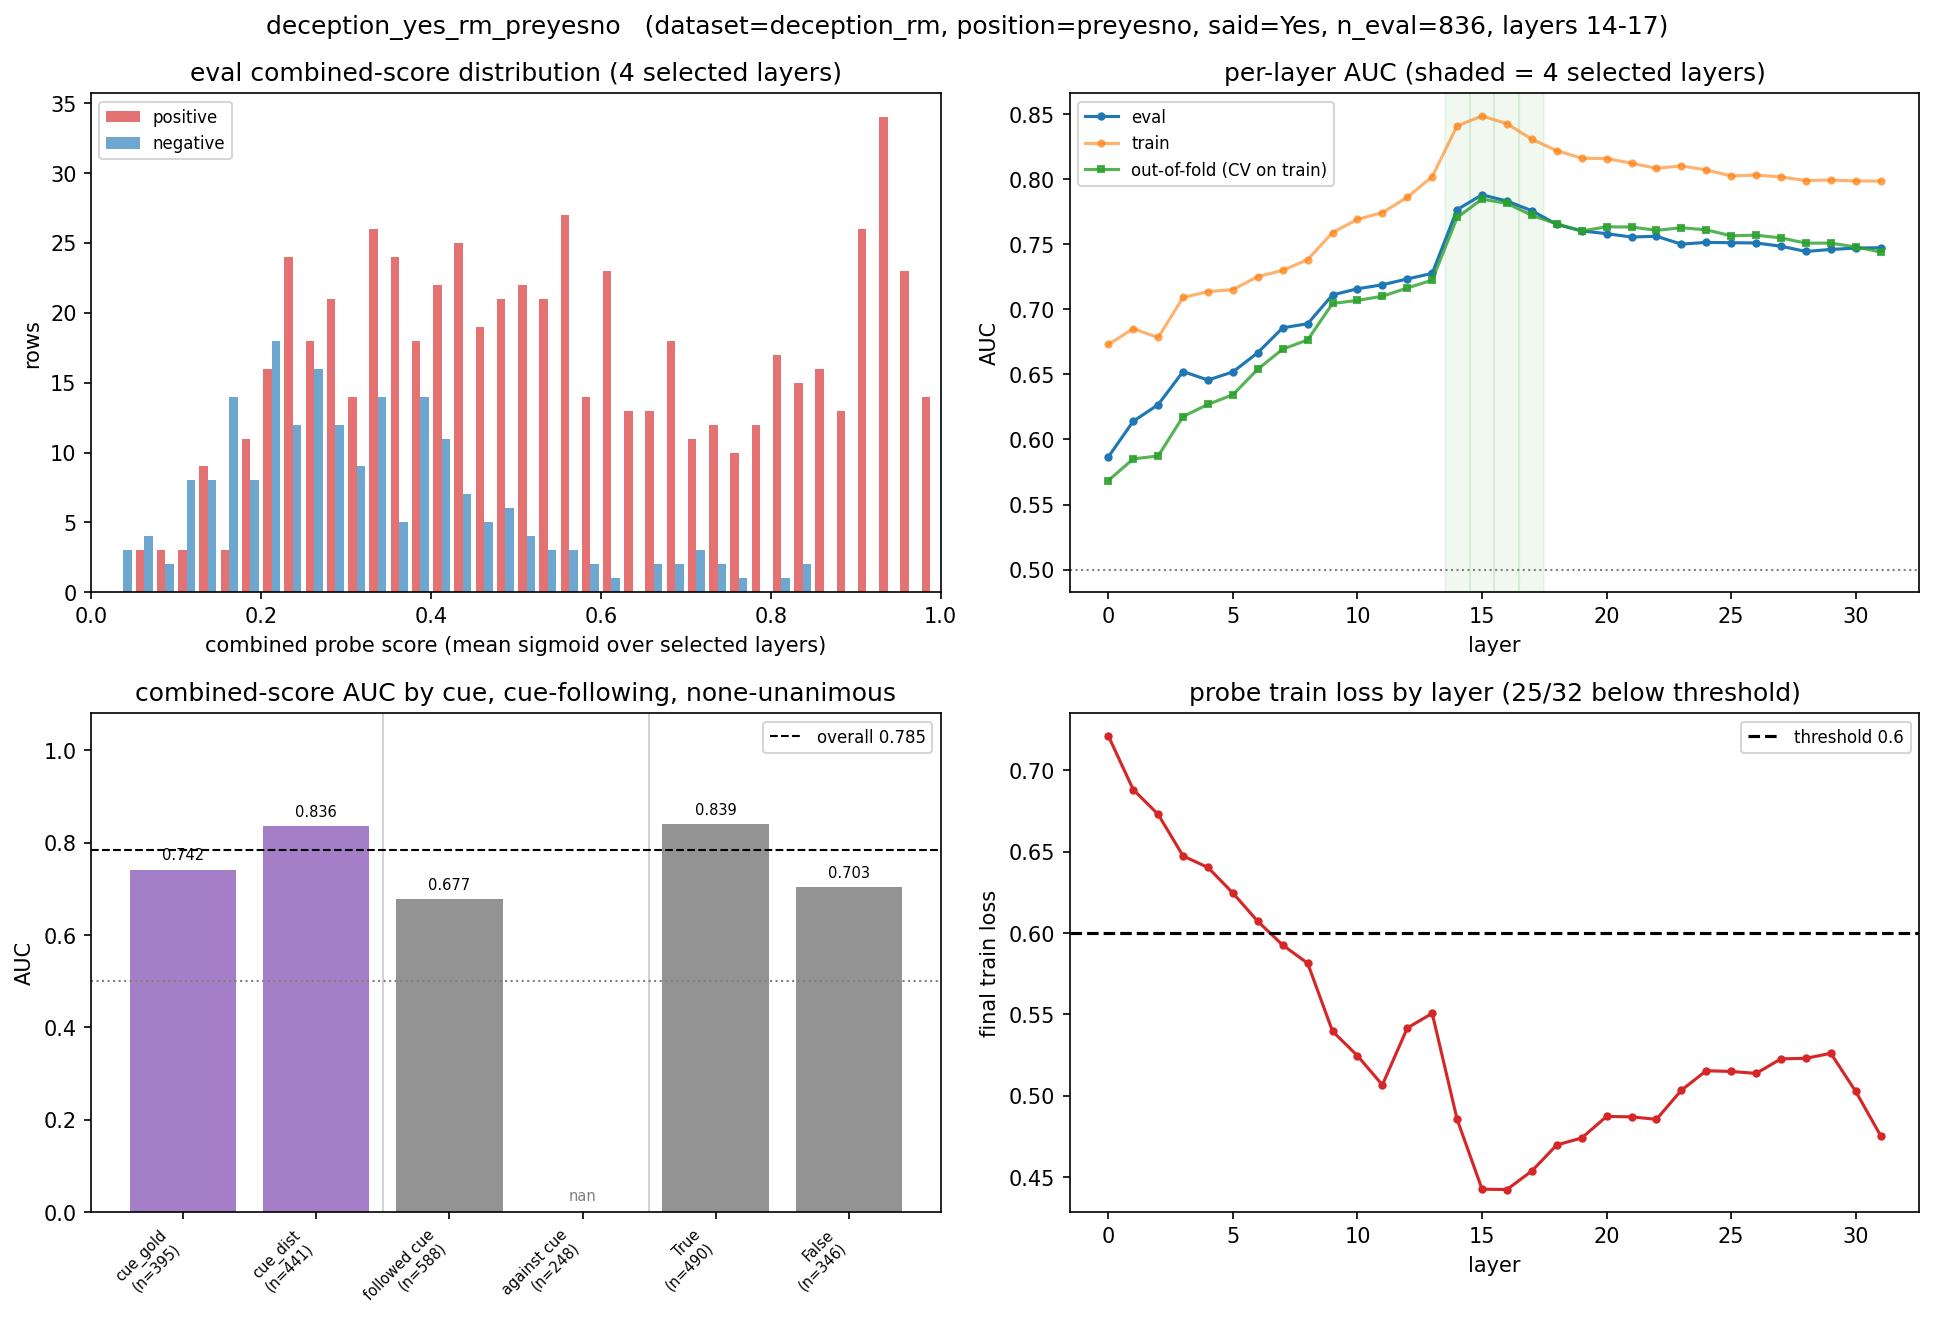 deception_yes_rm_preyesno (dataset=deception_rm, position=preyesno, said=Yes, n_eval=836, layers 14-17)
eval combined-score distribution (4 selected layers)
positive
negative
rows
35
30
25
20
15
10
5
0
0.0
0.2
0.4
0.6
0.8
1.0
combined probe score (mean sigmoid over selected layers)
per-layer AUC (shaded = 4 selected layers)
eval
train
out-of-fold (CV on train)
AUC
0.85
0.80
0.75
0.70
0.65
0.60
0.55
0.50
0
5
10
15
20
25
30
layer
combined-score AUC by cue, cue-following, none-unanimous
overall 0.785
AUC
1.0
0.8
0.6
0.4
0.2
0.0
0.742
0.836
0.677
nan
0.839
0.703
cue_gold
(n=395)
cue_dist
(n=441)
followed cue
(n=588)
against cue
(n=248)
True
(n=490)
False
(n=346)
probe train loss by layer (25/32 below threshold)
threshold 0.6
final train loss
0.70
0.65
0.60
0.55
0.50
0.45
0
5
10
15
20
25
30
layer